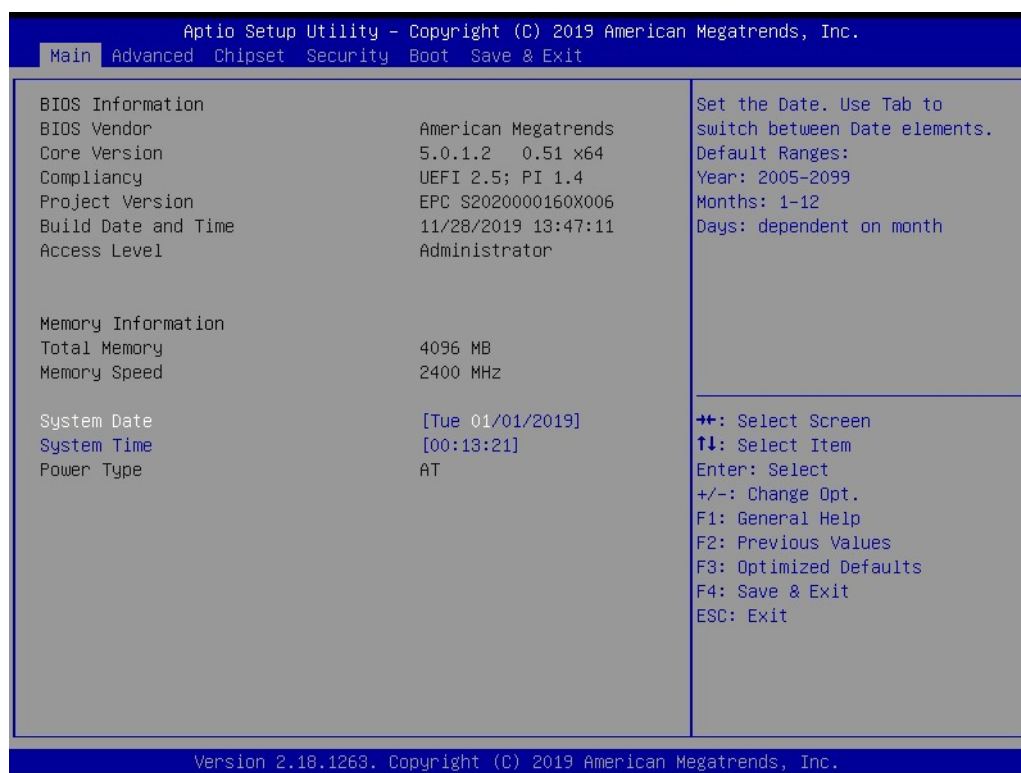 Aptio Setup Utility – Copyright (C) 2019 American Megatrends, Inc.
Main Advanced Chipset Security Boot Save & Exit
BIOS Information
BIOS Vendor American Megatrends
Core Version 5.0.1.2 0.51 x64
Compliancy UEFI 2.5; PI 1.4
Project Version EPC S2020000160X006
Build Date and Time 11/28/2019 13:47:11
Access Level Administrator
Memory Information
Total Memory 4096 MB
Memory Speed 2400 MHz
System Date [Tue 01/01/2019]
System Time [00:13:21]
Power Type AT
Set the Date. Use Tab to
switch between Date elements.
Default Ranges:
Year: 2005-2099
Months: 1-12
Days: dependent on month
→←: Select Screen
↑↓: Select Item
Enter: Select
+/-: Change Opt.
F1: General Help
F2: Previous Values
F3: Optimized Defaults
F4: Save & Exit
ESC: Exit
Version 2.18.1263. Copyright (C) 2019 American Megatrends, Inc.